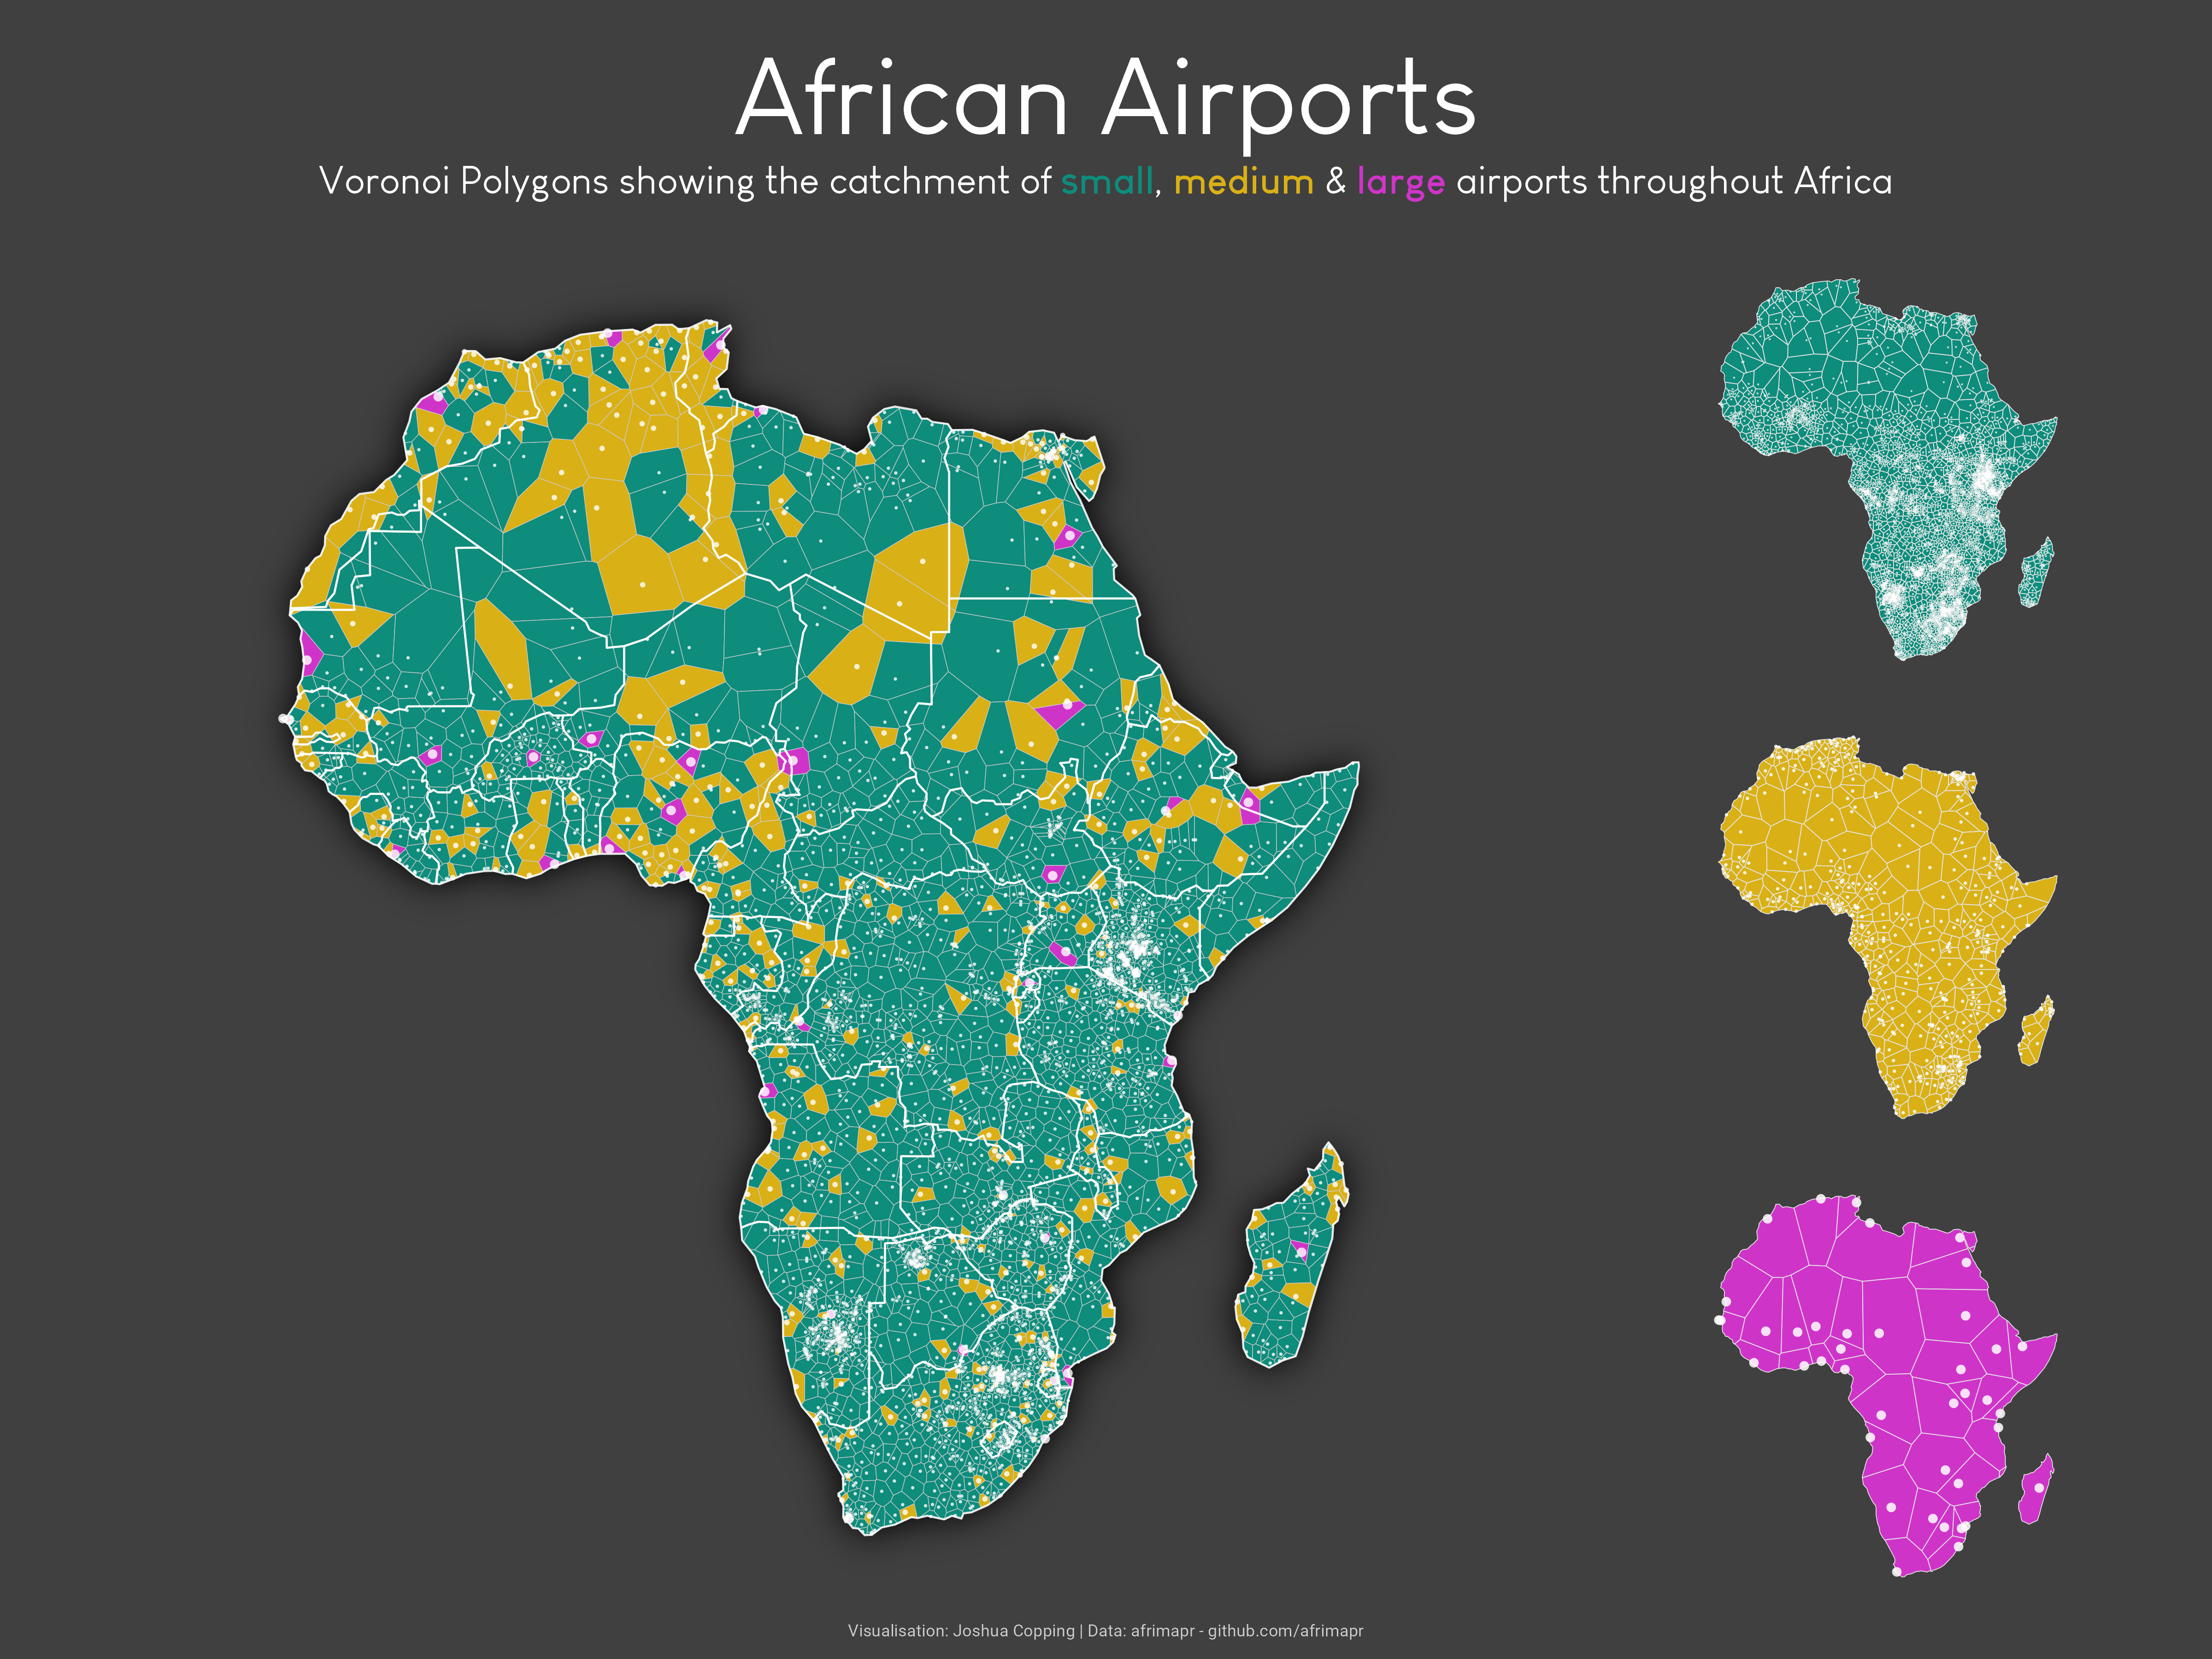 African Airports
Voronoi Polygons showing the catchment of small, medium & large airports throughout Africa
Visualisation: Joshua Copping | Data: afrimapr - github.com/afrimapr